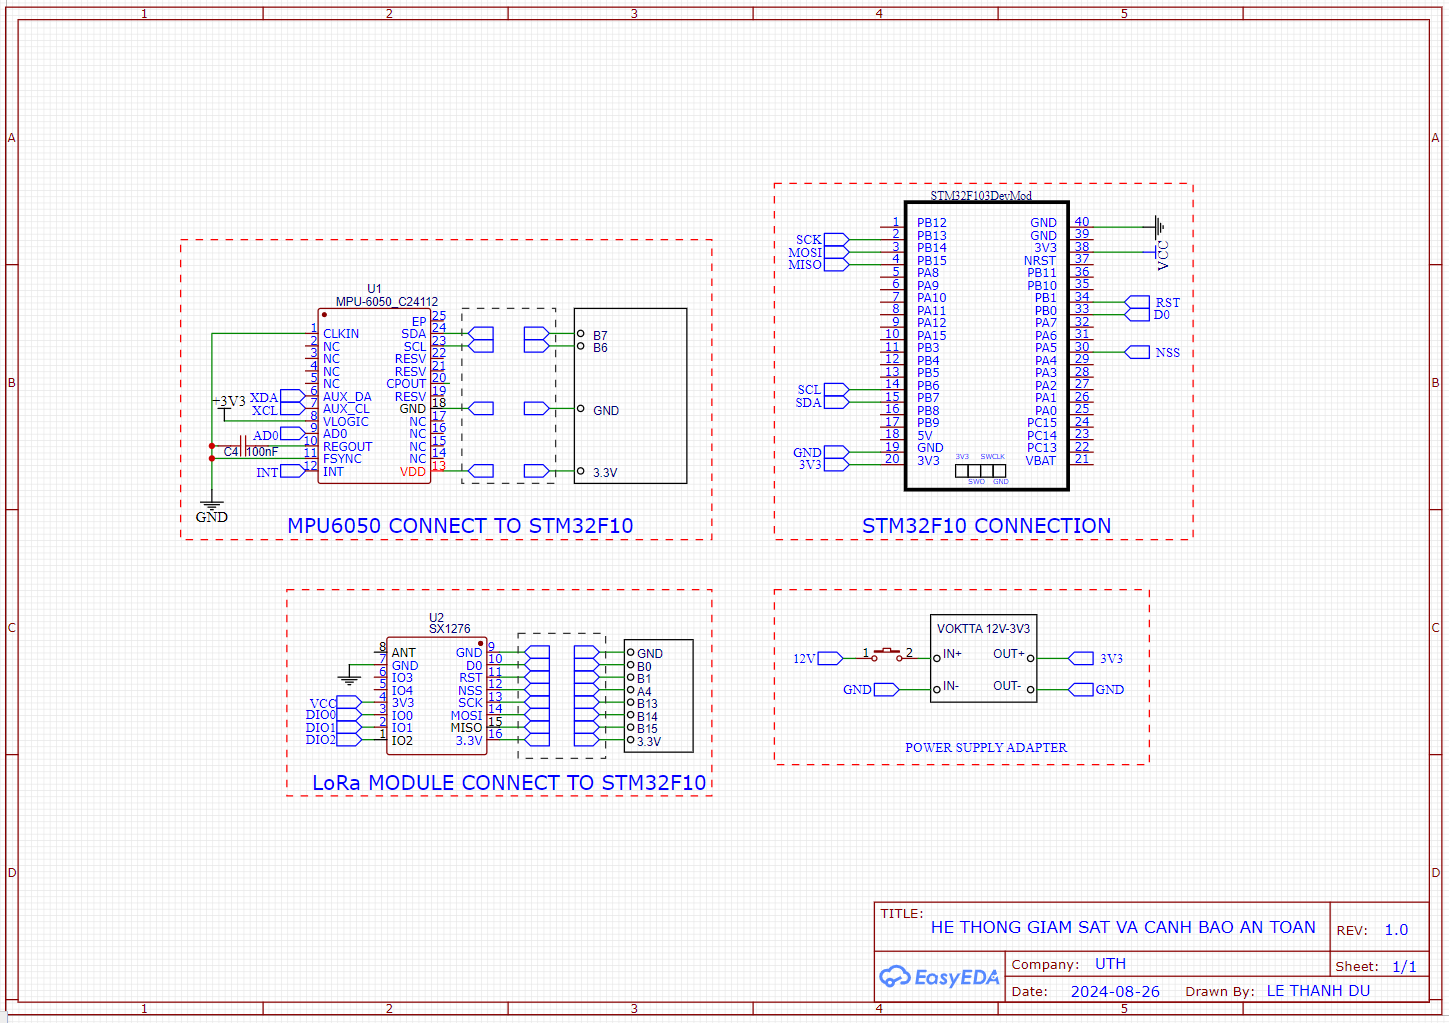 1 2 3 4 5
A A
B B
C C
D D
U1
MPU-6050_C24112
1 CLKIN
2 NC
3 NC
4 NC
5 NC
XDA 6 AUX_DA
XCL 7 AUX_CL
+3V3 8 VLOGIC
AD0 9 AD0
10 REGOUT
C4 100nF
11 FSYNC
INT 12 INT
GND
EP 25
SDA 24
SCL 23
RESV 22
RESV 21
CPOUT 20
RESV 19
GND 18
NC 17
NC 16
NC 15
NC 14
VDD 13
B7
B6
GND
3.3V
MPU6050 CONNECT TO STM32F10
STM32F103DevMod
1 PB12
SCK 2 PB13
MOSI 3 PB14
MISO 4 PB15
5 PA8
6 PA9
7 PA10
8 PA11
9 PA12
10 PA15
11 PB3
12 PB4
13 PB5
SCL 14 PB6
SDA 15 PB7
16 PB8
17 PB9
18 5V
GND 19 GND
3V3 20 3V3
GND 40
GND 39
3V3 38 VCC
NRST 37
PB11 36
PB10 35
PB1 34 RST
PB0 33 D0
PA7 32
PA6 31
PA5 30 NSS
PA4 29
PA3 28
PA2 27
PA1 26
PA0 25
PC15 24
PC14 23
PC13 22
VBAT 21
3V3 SWCLK
SWO GND
STM32F10 CONNECTION
U2
SX1276
8 ANT
7 GND
6 IO3
5 IO4
VCC 4 3V3
DIO0 3 IO0
DIO1 2 IO1
DIO2 1 IO2
GND 9
D0 10
RST 11
NSS 12
SCK 13
MOSI 14
MISO 15
3.3V 16
GND
B0
B1
A4
B13
B14
B15
3.3V
LoRa MODULE CONNECT TO STM32F10
VOKTTA 12V-3V3
12V 1 2 IN+ OUT+ 3V3
GND IN- OUT- GND
POWER SUPPLY ADAPTER
TITLE:
HE THONG GIAM SAT VA CANH BAO AN TOAN
REV: 1.0
EasyEDA
Company: UTH
Sheet: 1/1
Date: 2024-08-26 Drawn By: LE THANH DU
1 2 3 4 5